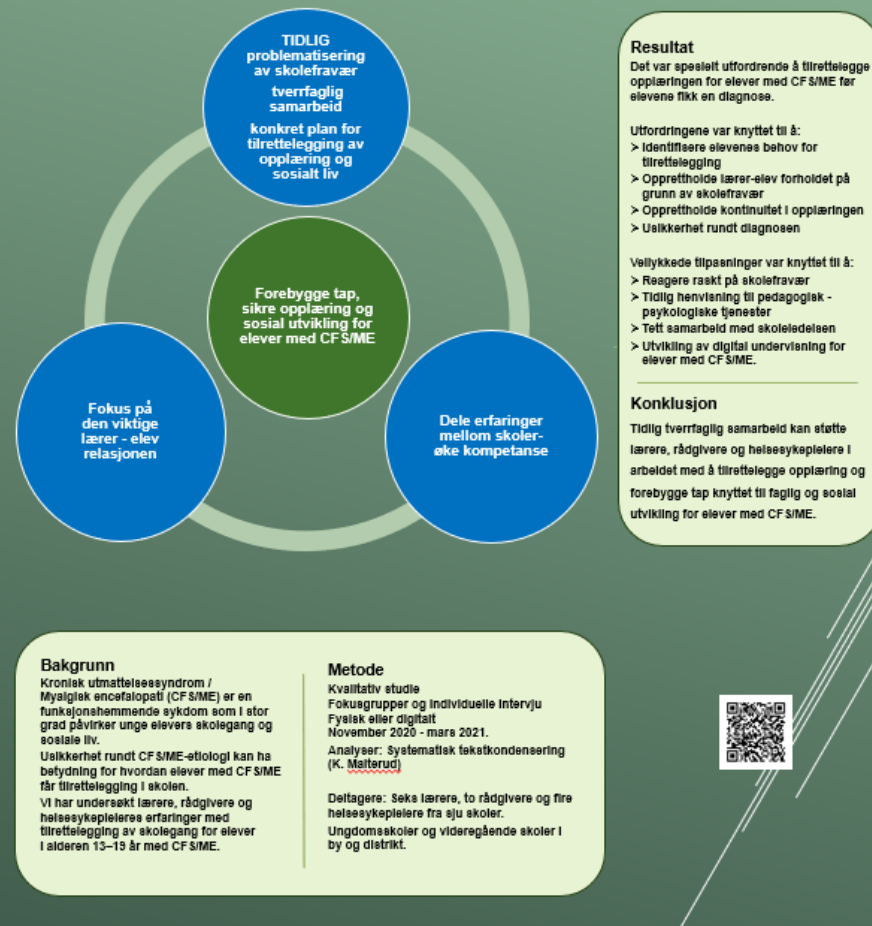 TIDLIG
problematisering
av skolefravær
tverrfaglig
samarbeid
konkret plan for
tilrettelegging av
opplæring og
sosialt liv
Forebygge tap,
sikre opplæring og
sosial utvikling for
elever med CFS/ME
Fokus på
den viktige
lærer - elev
relasjonen
Dele erfaringer
mellom skoler-
øke kompetanse
Resultat
Det var spesielt utfordrende å tilrettelegge
opplæringen for elever med CFS/ME før
elevene fikk en diagnose.
Utfordringene var knyttet til å:
➢ Identifisere elevenes behov for
tilrettelegging
➢ Opprettholde lærer-elev forholdet på
grunn av skolefravær
➢ Opprettholde kontinuitet i opplæringen
➢ Usikkerhet rundt diagnosen
Vellykkede tilpasninger var knyttet til å:
➢ Reagere raskt på skolefravær
➢ Tidlig henvisning til pedagogisk -
psykologiske tjenester
➢ Tett samarbeid med skoleledelsen
➢ Utvikling av digital undervisning for
elever med CFS/ME.
Konklusjon
Tidlig tverrfaglig samarbeid kan støtte
lærere, rådgivere og helsesykepleiere i
arbeidet med å tilrettelegge opplæring og
forebygge tap knyttet til faglig og sosial
utvikling for elever med CFS/ME.
Bakgrunn
Kronisk utmattelsessyndrom /
Myalgisk encefalopati (CFS/ME) er en
funksjonshemmende sykdom som i stor
grad påvirker unge elevers skolegang og
sosiale liv.
Usikkerhet rundt CFS/ME-etiologi kan ha
betydning for hvordan elever med CFS/ME
får tilrettelegging i skolen.
Vi har undersøkt lærere, rådgivere og
helsesykepleieres erfaringer med
tilrettelegging av skolegang for elever
i alderen 13–19 år med CFS/ME.
Metode
Kvalitativ studie
Fokusgrupper og individuelle intervju
Fysisk eller digitalt
November 2020 - mars 2021.
Analyser: Systematisk tekstkondensering
(K. Malterud)
Deltagere: Seks lærere, to rådgivere og fire
helsesykepleiere fra sju skoler.
Ungdomsskoler og videregående skoler i
by og distrikt.